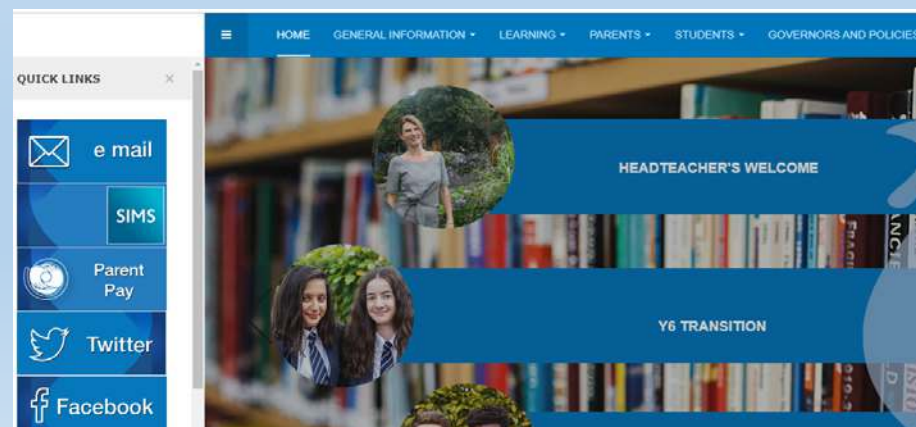 HOME GENERAL INFORMATION LEARNING PARENTS STUDENTS GOVERNORS AND POLICIES
QUICK LINKS ×
e mail
SIMS
Parent
Pay
Twitter
Facebook
HEADTEACHER'S WELCOME
Y6 TRANSITION